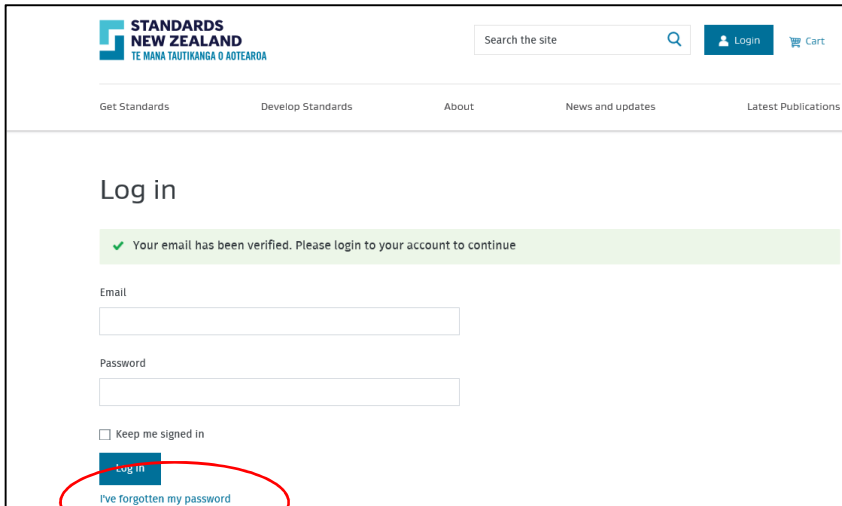 STANDARDS
NEW ZEALAND
TE MANA TAUTIKANGA O AOTEAROA
Search the site
Login
Cart
Get Standards
Develop Standards
About
News and updates
Latest Publications
Log in
Your email has been verified. Please login to your account to continue
Email
Password
Keep me signed in
Log in
I've forgotten my password